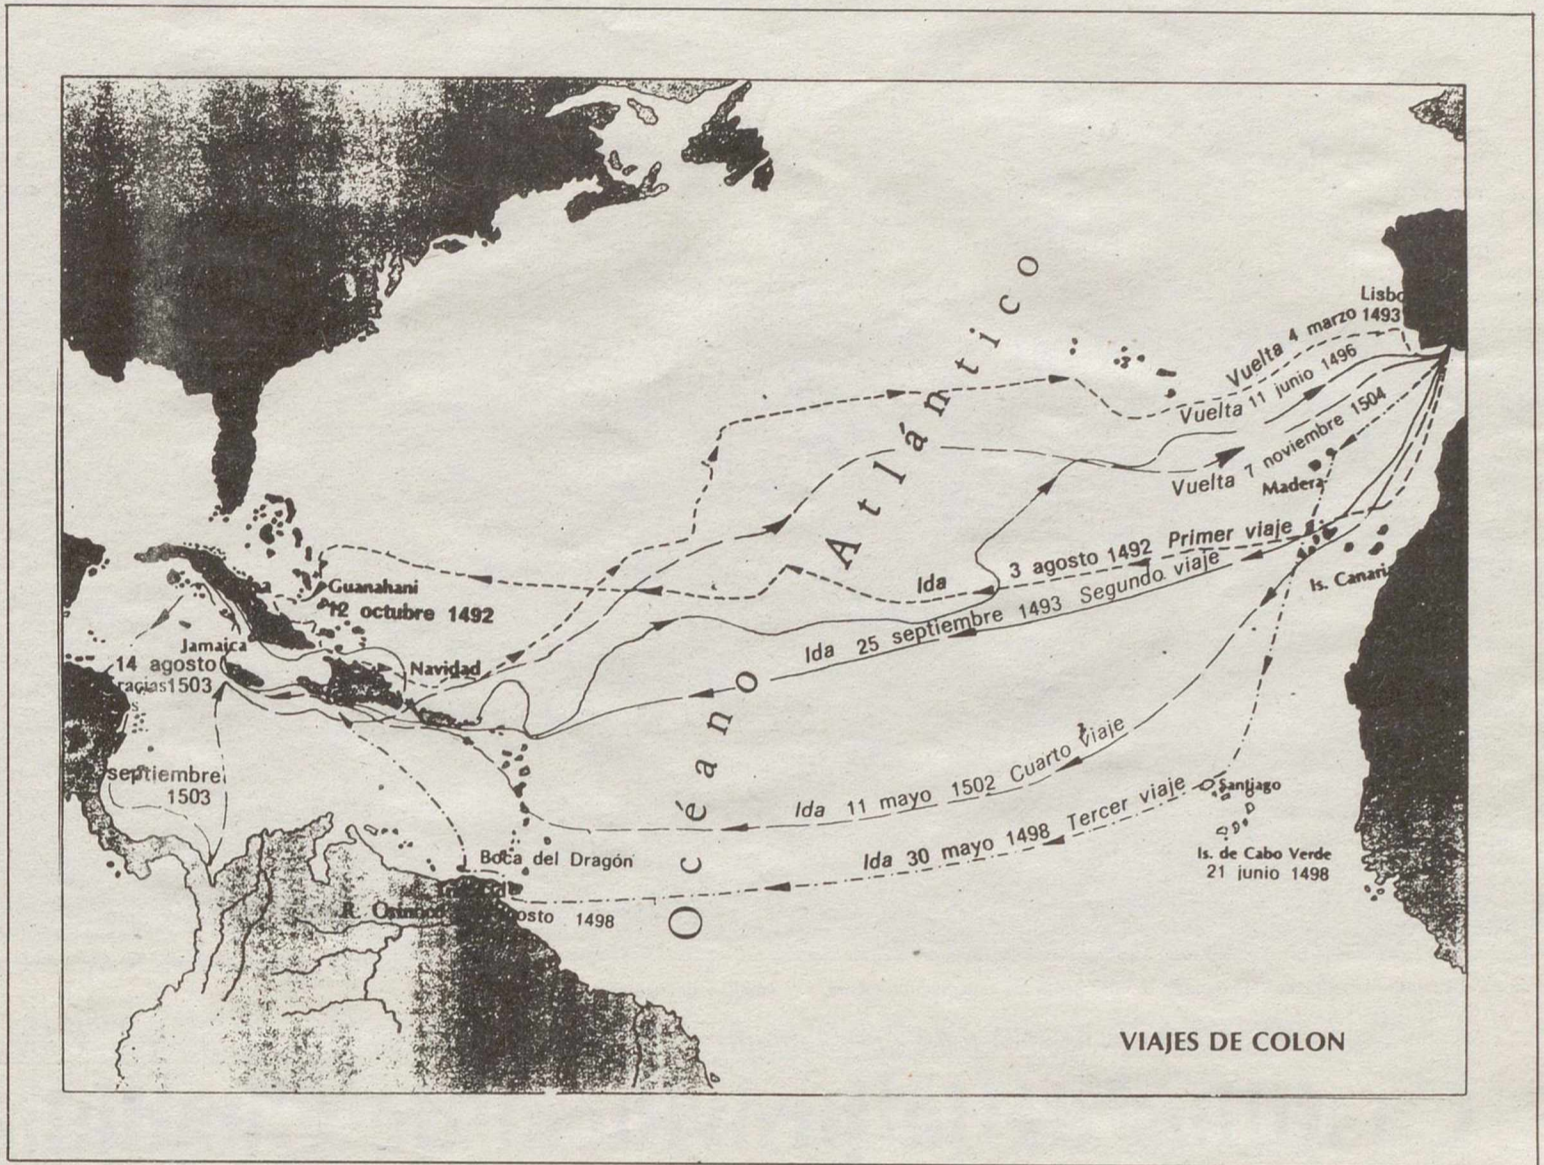 Lisbo
Vuelta 4 marzo 1493
Vuelta 11 junio 1496
Vuelta 7 noviembre 1504
Madera
Océano Atlántico
Ida 3 agosto 1492 Primer viaje
Is. Canari
Guanahani
12 octubre 1492
Ida 25 septiembre 1493 Segundo viaje
Jamaica
14 agosto
racias 1503
Navidad
septiembre
1503
Ida 11 mayo 1502 Cuarto viaje
Santiago
Ida 30 mayo 1498 Tercer viaje
Is. de Cabo Verde
21 junio 1498
Boca del Dragón
R. Orinoco
osto 1498
VIAJES DE COLON